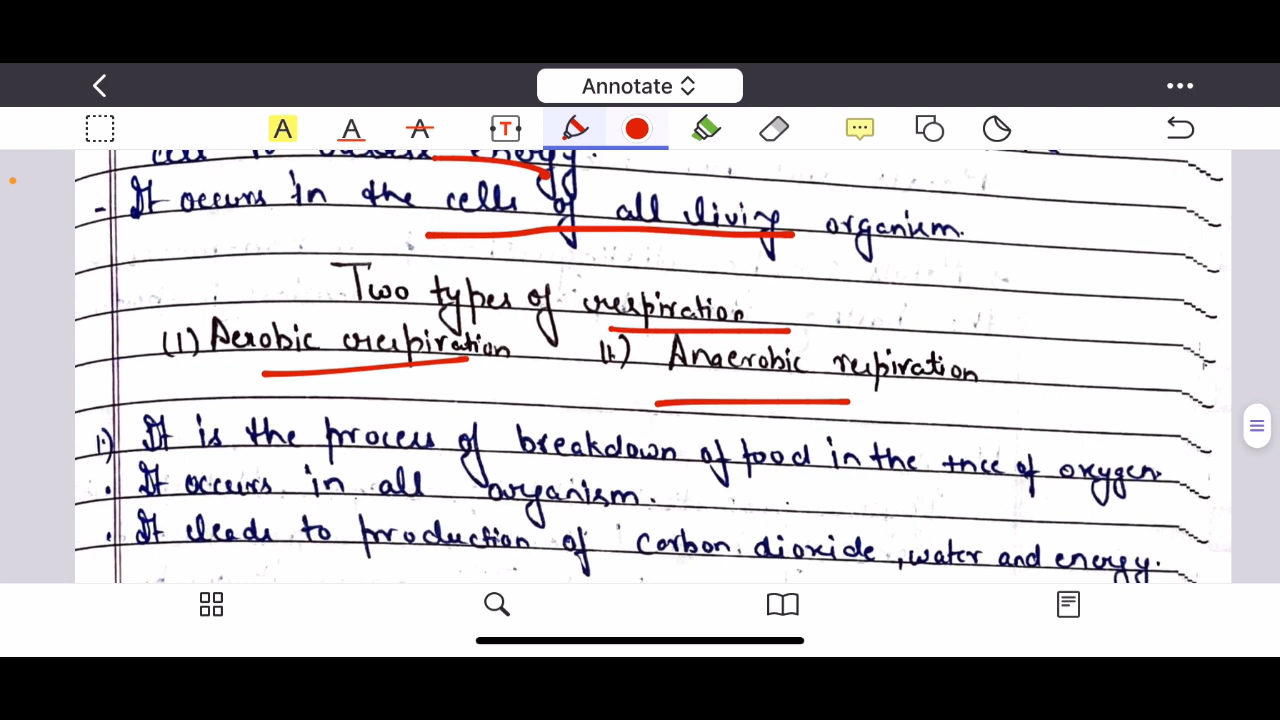 Annotate
A A A T
energy.
- It occurs in the cells of all living organism.
Two types of respiration
(1) Aerobic respiration ii) Anaerobic respiration
i) It is the process of breakdown of food in the +nce of oxygen.
. It occurs in all organism.
. It leads to production of carbon dioxide, water and energy.